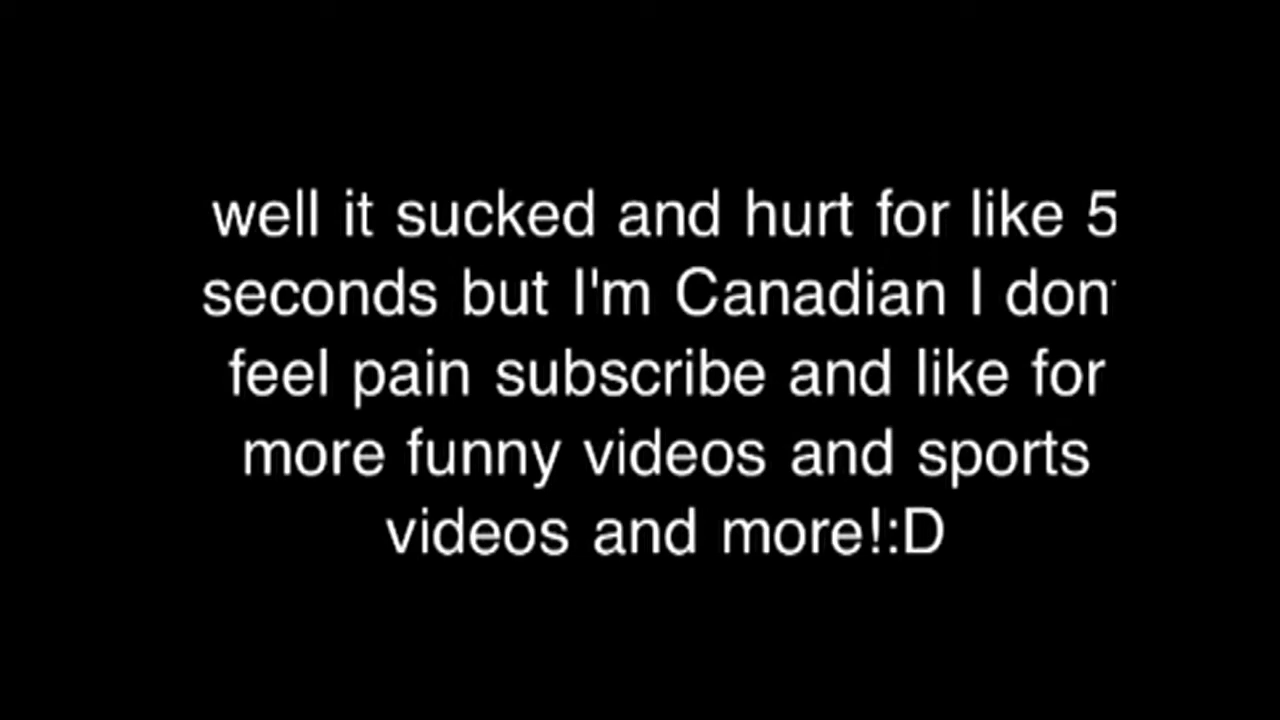 well it sucked and hurt for like 5
seconds but I'm Canadian I don'
feel pain subscribe and like for
more funny videos and sports
videos and more!:D